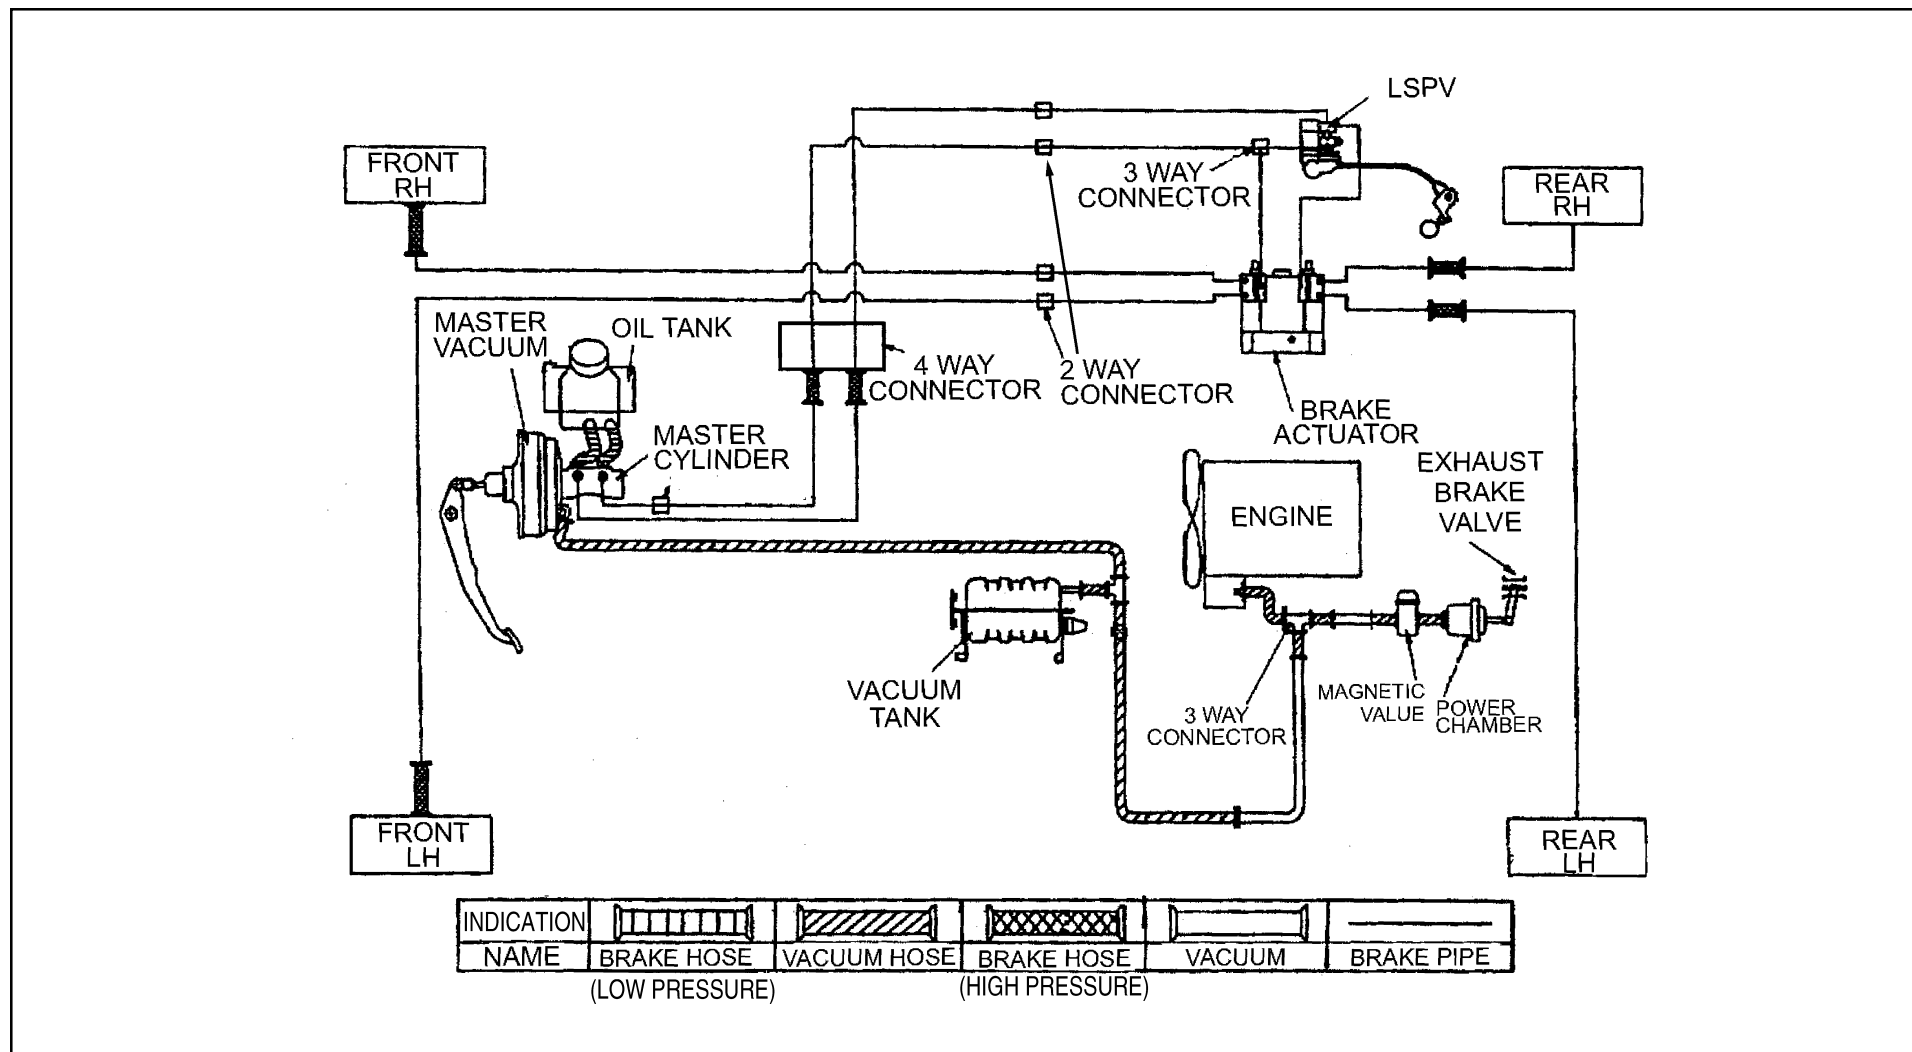 LSPV
FRONT
RH
3 WAY
CONNECTOR
REAR
RH
MASTER
VACUUM
OIL TANK
4 WAY
CONNECTOR
2 WAY
CONNECTOR
BRAKE
ACTUATOR
MASTER
CYLINDER
EXHAUST
BRAKE
VALVE
ENGINE
VACUUM
TANK
3 WAY
CONNECTOR
MAGNETIC
VALUE
POWER
CHAMBER
FRONT
LH
REAR
LH
INDICATION
NAME
BRAKE HOSE
(LOW PRESSURE)
VACUUM HOSE
BRAKE HOSE
(HIGH PRESSURE)
VACUUM
BRAKE PIPE